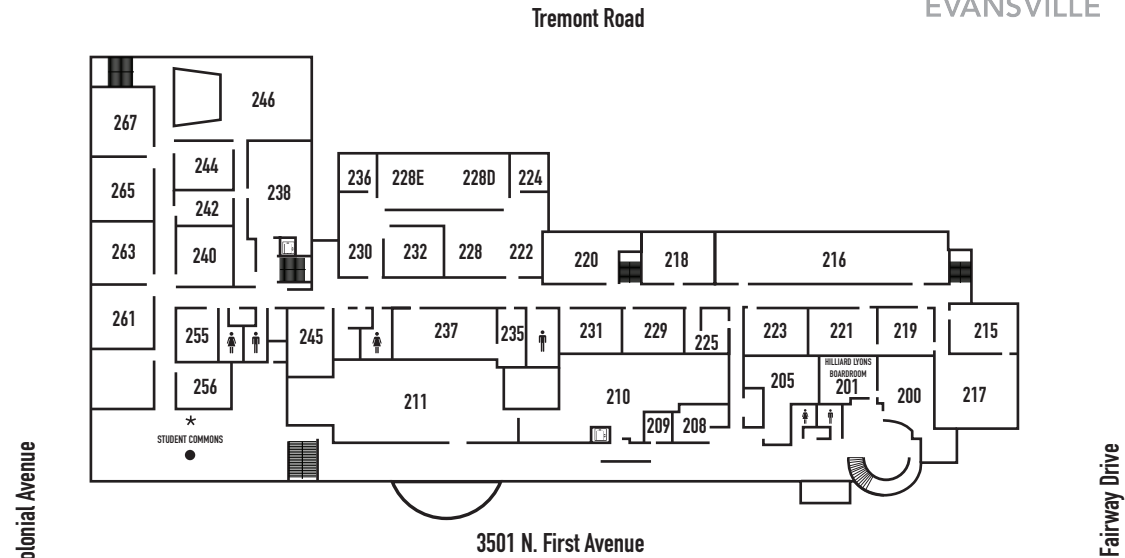 EVANSVILLE
Tremont Road
246
267
244
236 228E 228D 224
265
238
242
263
240
230 232 228 222
220 218 216
261
255
245
237
235
231 229
225
223 221 219
215
HILLIARD LYONS
BOARDROOM
201
205
200
217
256
211
210
209 208
*
STUDENT COMMONS
olonial Avenue
Fairway Drive
3501 N. First Avenue